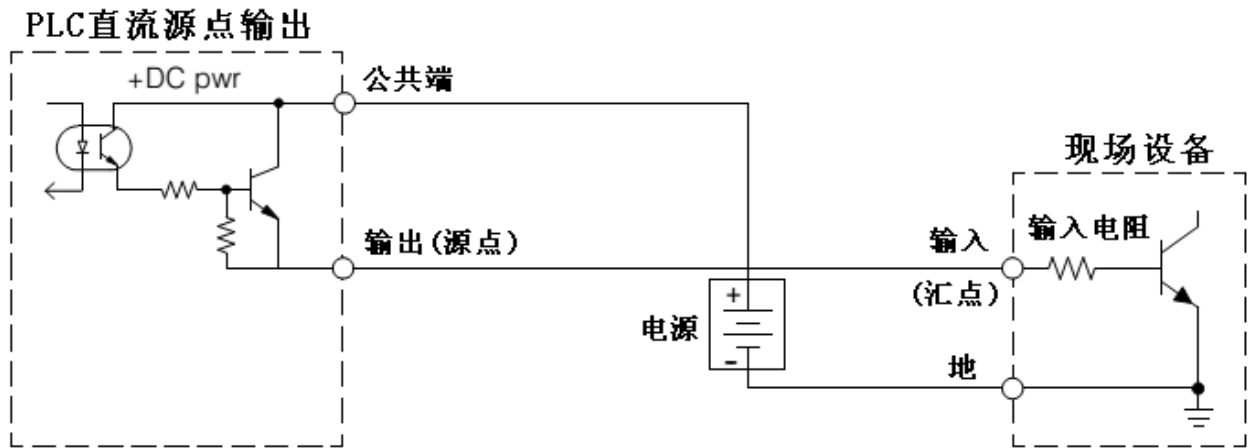 PLC直流源点输出
+DC pwr
公共端
现场设备
输出(源点)
输入
输入电阻
(汇点)
+
电源
-
地